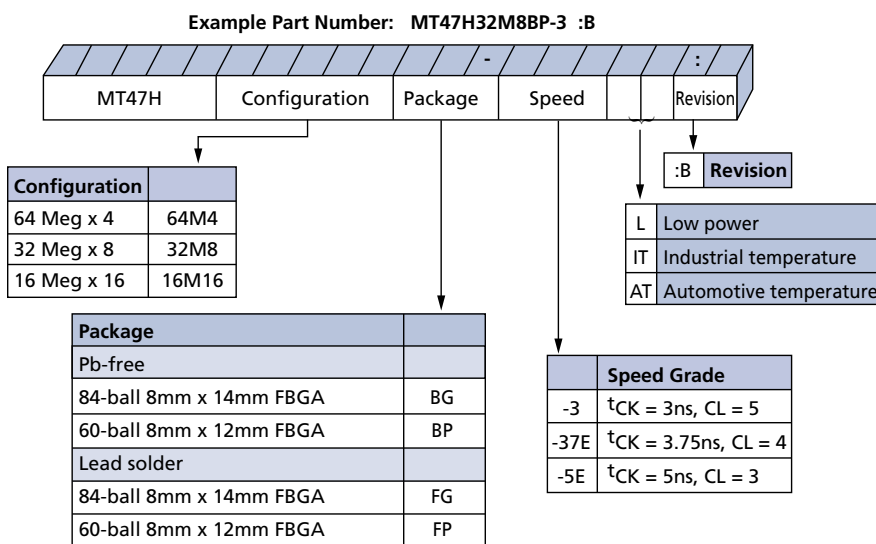 Example Part Number: MT47H32M8BP-3 :B
- :
MT47H Configuration Package Speed Revision
:B Revision
Configuration
64 Meg x 4 64M4
32 Meg x 8 32M8
16 Meg x 16 16M16
L Low power
IT Industrial temperature
AT Automotive temperature
Package
Pb-free
84-ball 8mm x 14mm FBGA BG
60-ball 8mm x 12mm FBGA BP
Lead solder
84-ball 8mm x 14mm FBGA FG
60-ball 8mm x 12mm FBGA FP
Speed Grade
-3 tCK = 3ns, CL = 5
-37E tCK = 3.75ns, CL = 4
-5E tCK = 5ns, CL = 3